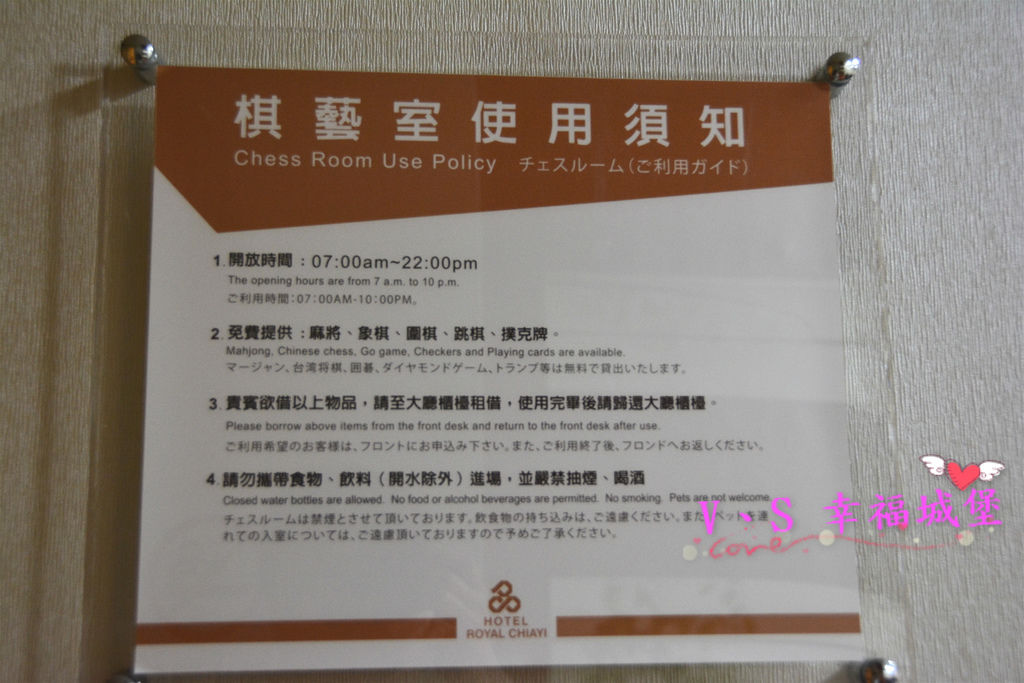 棋藝室使用須知
Chess Room Use Policy チェスルーム(ご利用ガイド)
1.開放時間：07:00am~22:00pm
The opening hours are from 7 a.m. to 10 p.m.
ご利用時間：07：00AM-10：00PM。
2.免費提供：麻將、象棋、圍棋、跳棋、撲克牌。
Mahjong, Chinese chess, Go game, Checkers and Playing cards are available.
マージャン、台湾将棋、囲碁、ダイヤモンドゲーム、トランプ等は無料で貸出いたします。
3.貴賓欲借以上物品，請至大廳櫃檯租借，使用完畢後請歸還大廳櫃檯。
Please borrow above items from the front desk and return to the front desk after use.
ご利用希望のお客様は、フロントにお申込み下さい。また、ご利用終了後、フロンドへお返しください。
4.請勿攜帶食物、飲料（開水除外）進場，並嚴禁抽煙、喝酒
Closed water bottles are allowed. No food or alcohol beverages are permitted. No smoking. Pets are not welcome.
チェスルームは禁煙とさせて頂いております。飲食物の持ち込みは、ご遠慮ください。また、ペットを連
れての入室については、ご遠慮頂いておりますので予めご了承ください。
V、S 幸福城堡
Love
HOTEL
ROYAL CHIAYI